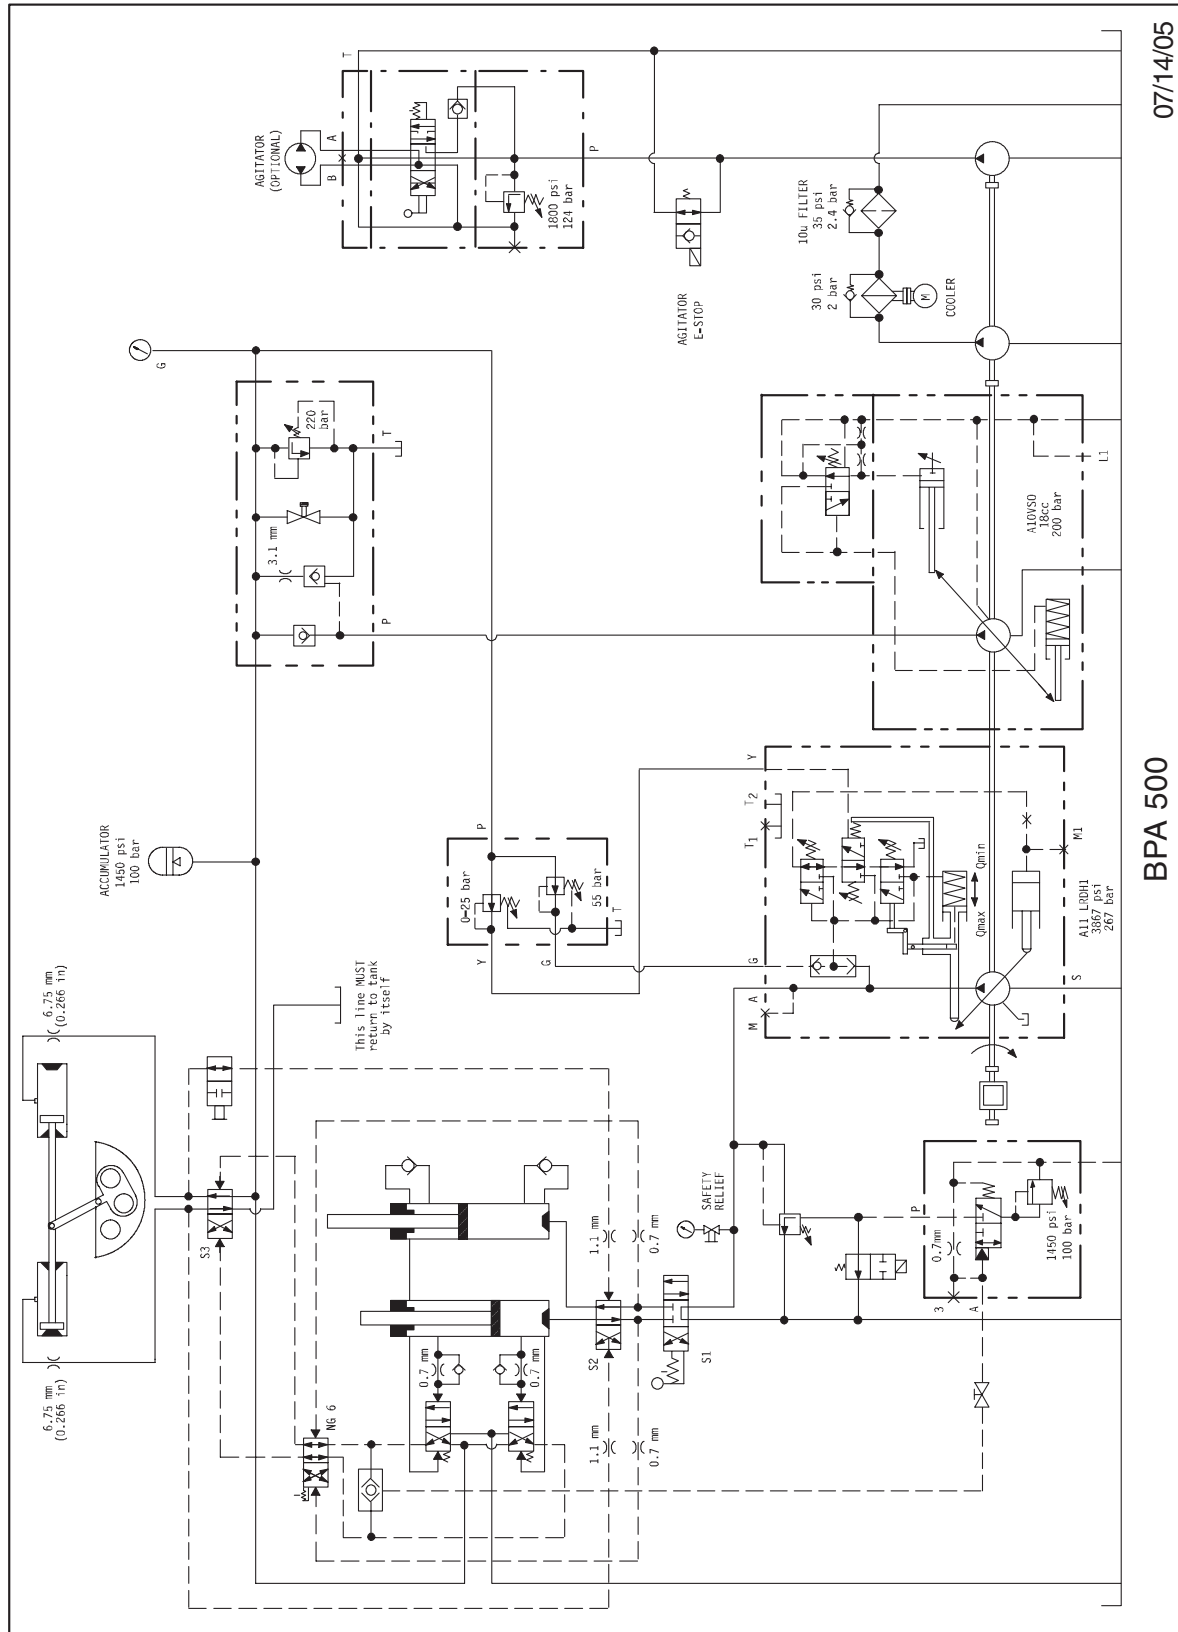 6.75 mm
(0.266 in)
6.75 mm
(0.266 in)
S3
NG 6
This line MUST
return to tank
by itself
ACCUMULATOR
1450 psi
100 bar
0.7 mm
0.7 mm
1.1 mm
0.7 mm
1.1 mm
0.7 mm
S2
S1
SAFETY
RELIEF
3
A
P
0.7mm
1450 psi
100 bar
Y
G
P
T
0-25 bar
55 bar
M
A
G
T1
T2
Y
Qmax
Qmin
A11 LRDH1
3867 psi
267 bar
S
M1
P
3.1 mm
220
bar
T
G
A10VSO
18cc
200 bar
L1
AGITATOR
(OPTIONAL)
B
A
T
P
1800 psi
124 bar
AGITATOR
E-STOP
30 psi
2 bar
M
COOLER
10u FILTER
35 psi
2.4 bar
BPA 500
07/14/05